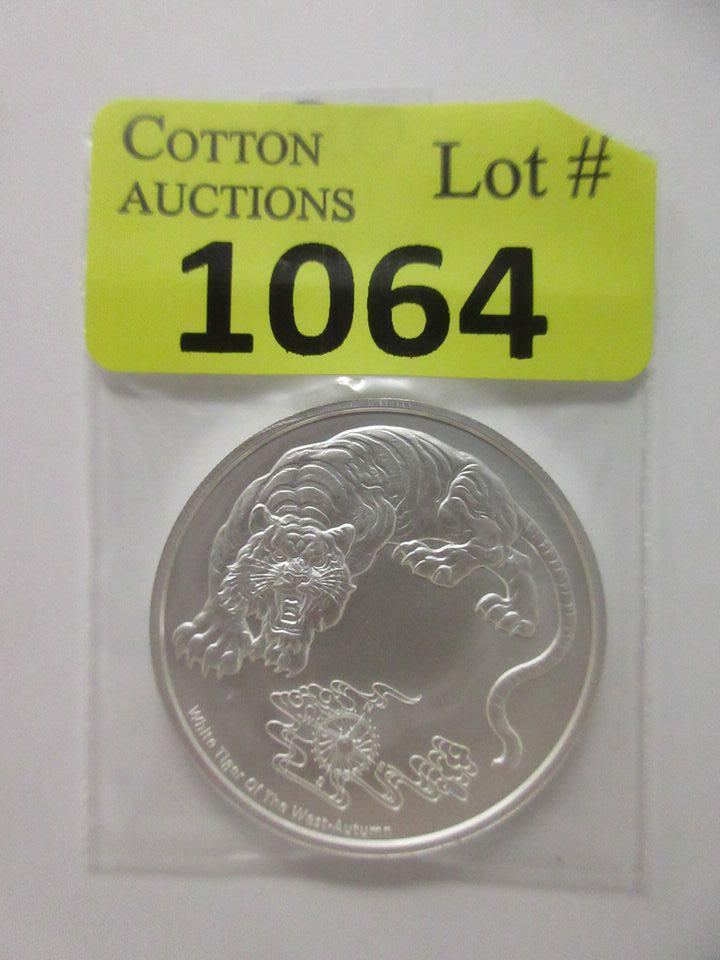 COTTON
AUCTIONS
Lot #
1064
White Tiger Of The West-Autumn